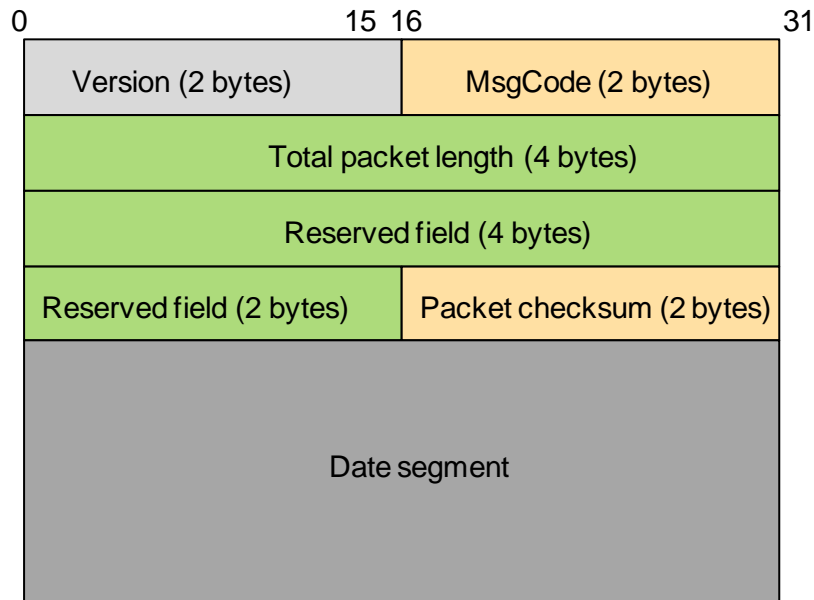 0 15 16 31
Version (2 bytes) MsgCode (2 bytes)
Total packet length (4 bytes)
Reserved field (4 bytes)
Reserved field (2 bytes) Packet checksum (2 bytes)
Date segment